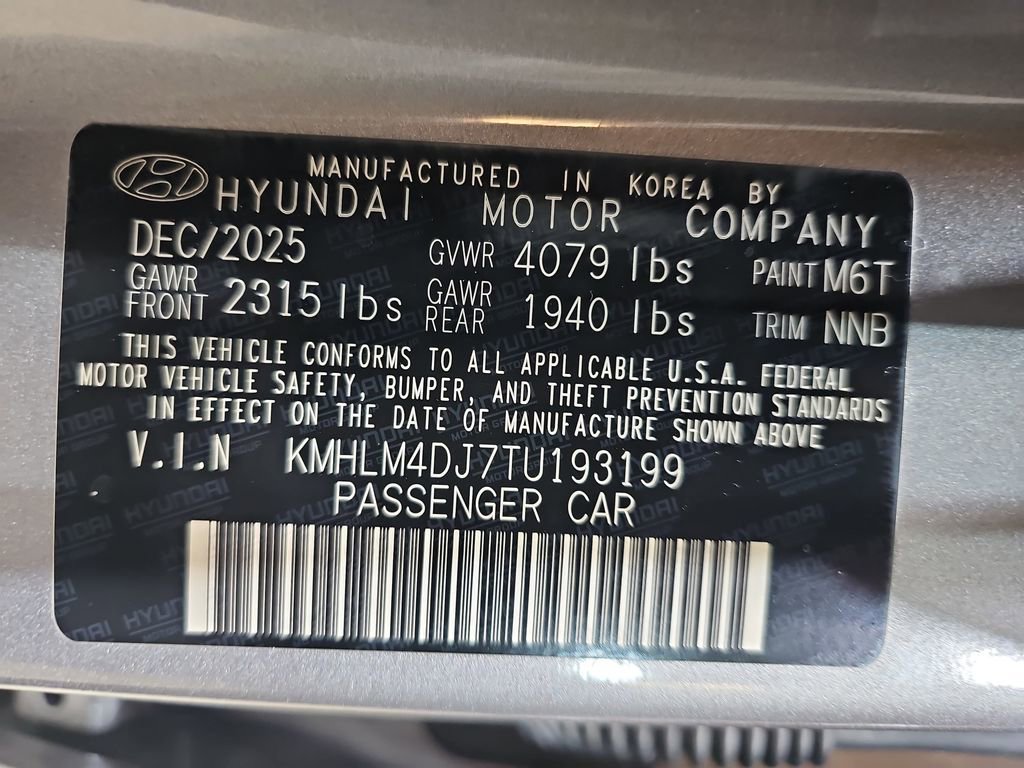 MANUFACTURED IN KOREA BY
HYUNDAI MOTOR COMPANY
DEC/2025 GVWR 4079 lbs PAINT M6T
GAWR FRONT 2315 lbs GAWR REAR 1940 lbs TRIM NNB
THIS VEHICLE CONFORMS TO ALL APPLICABLE U.S.A. FEDERAL
MOTOR VEHICLE SAFETY, BUMPER, AND THEFT PREVENTION STANDARDS
IN EFFECT ON THE DATE OF MANUFACTURE SHOWN ABOVE
V.I.N KMHLM4DJ7TU193199
PASSENGER CAR